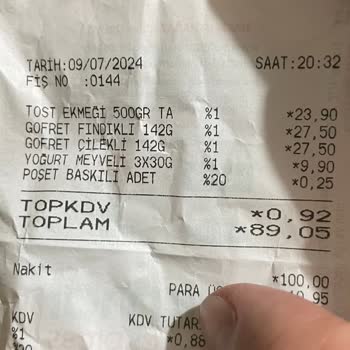 TARİH:09/07/2024 SAAT:20:32
FİŞ NO :0144
TOST EKMEĞİ 500GR TA %1 *23,90
GOFRET FINDIKLI 142G %1 *27,50
GOFRET ÇİLEKLİ 142G %1 *27,50
YOĞURT MEYVELİ 3X30G %1 *9,90
POŞET BASKILI ADET %20 *0,25
TOPKDV *0,92
TOPLAM *89,05
Nakit *100,00
PARA
KDV KDV TUTAR
%1 *0,88